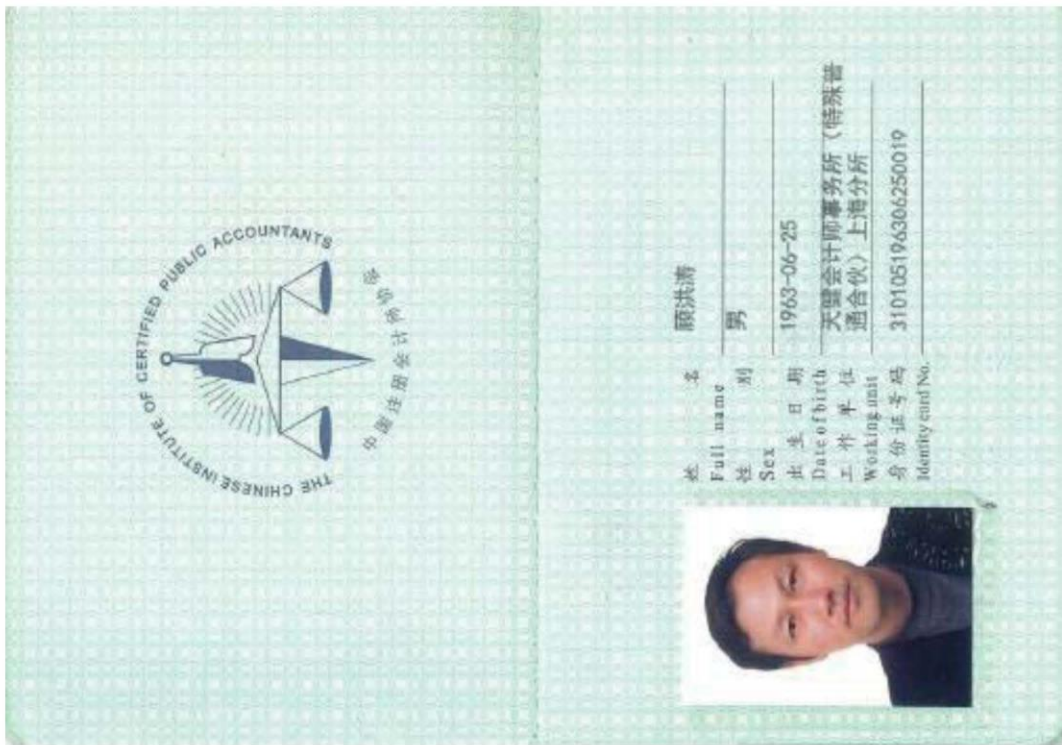 THE CHINESE INSTITUTE OF CERTIFIED PUBLIC ACCOUNTANTS
中国注册会计师协会
姓 名 顾洪涛
Full name
性 别 男
Sex
出 生 日 期 1963-06-25
Date of birth
工 作 单 位 天健会计师事务所（特殊普
通合伙）上海分所
Working unit
身 份 证 号 码 310105196306250019
Identity card No.